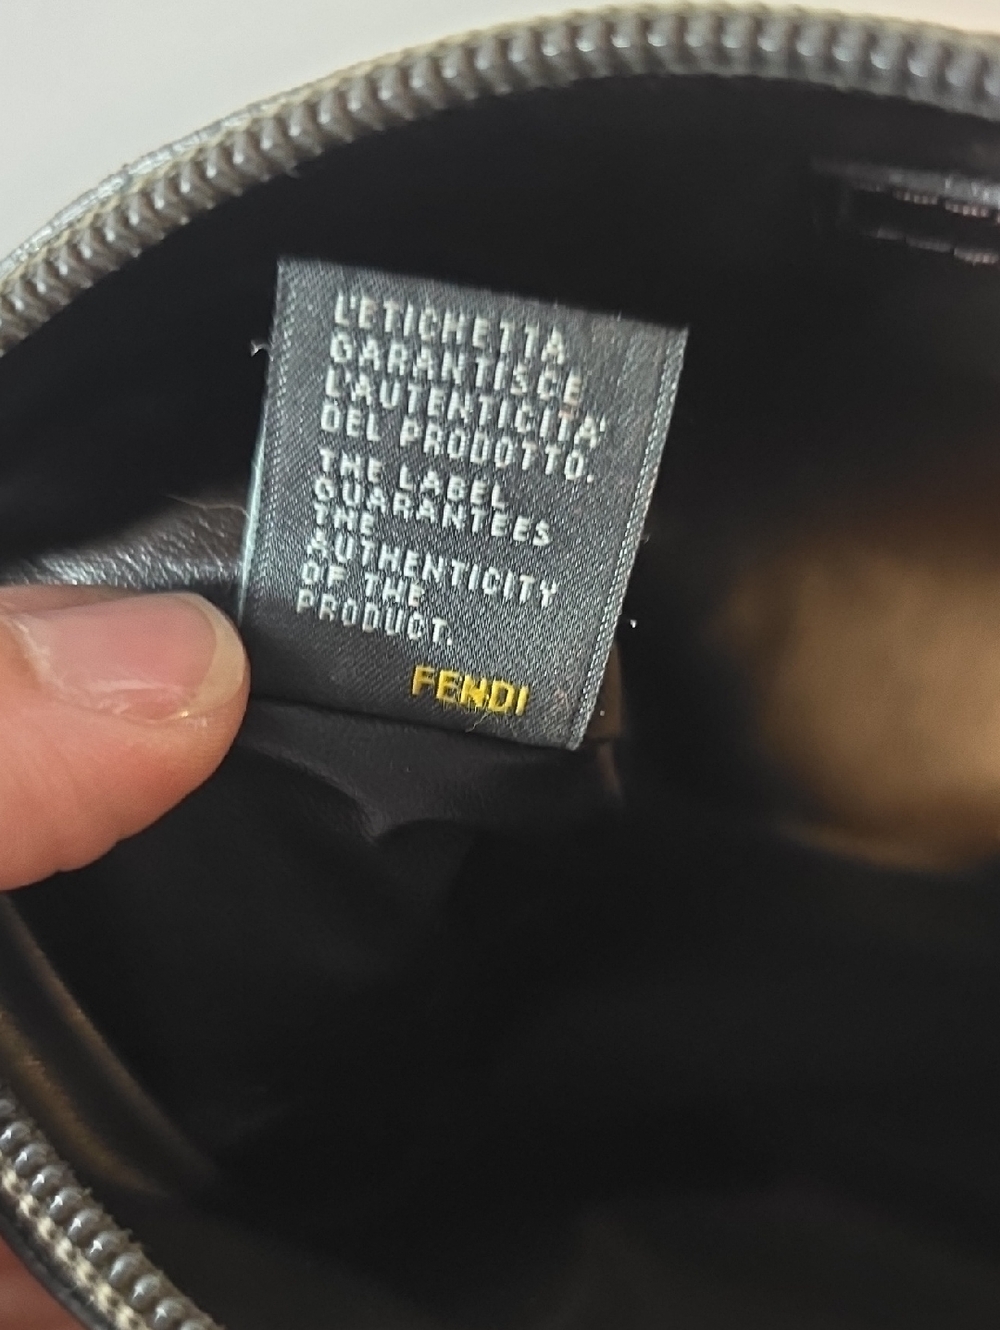 L'ETICHETTA
GARANTISCE
L'AUTENTICITA'
DEL PRODOTTO.
THE LABEL
GUARANTEES
THE
AUTHENTICITY
OF THE
PRODUCT.
FENDI